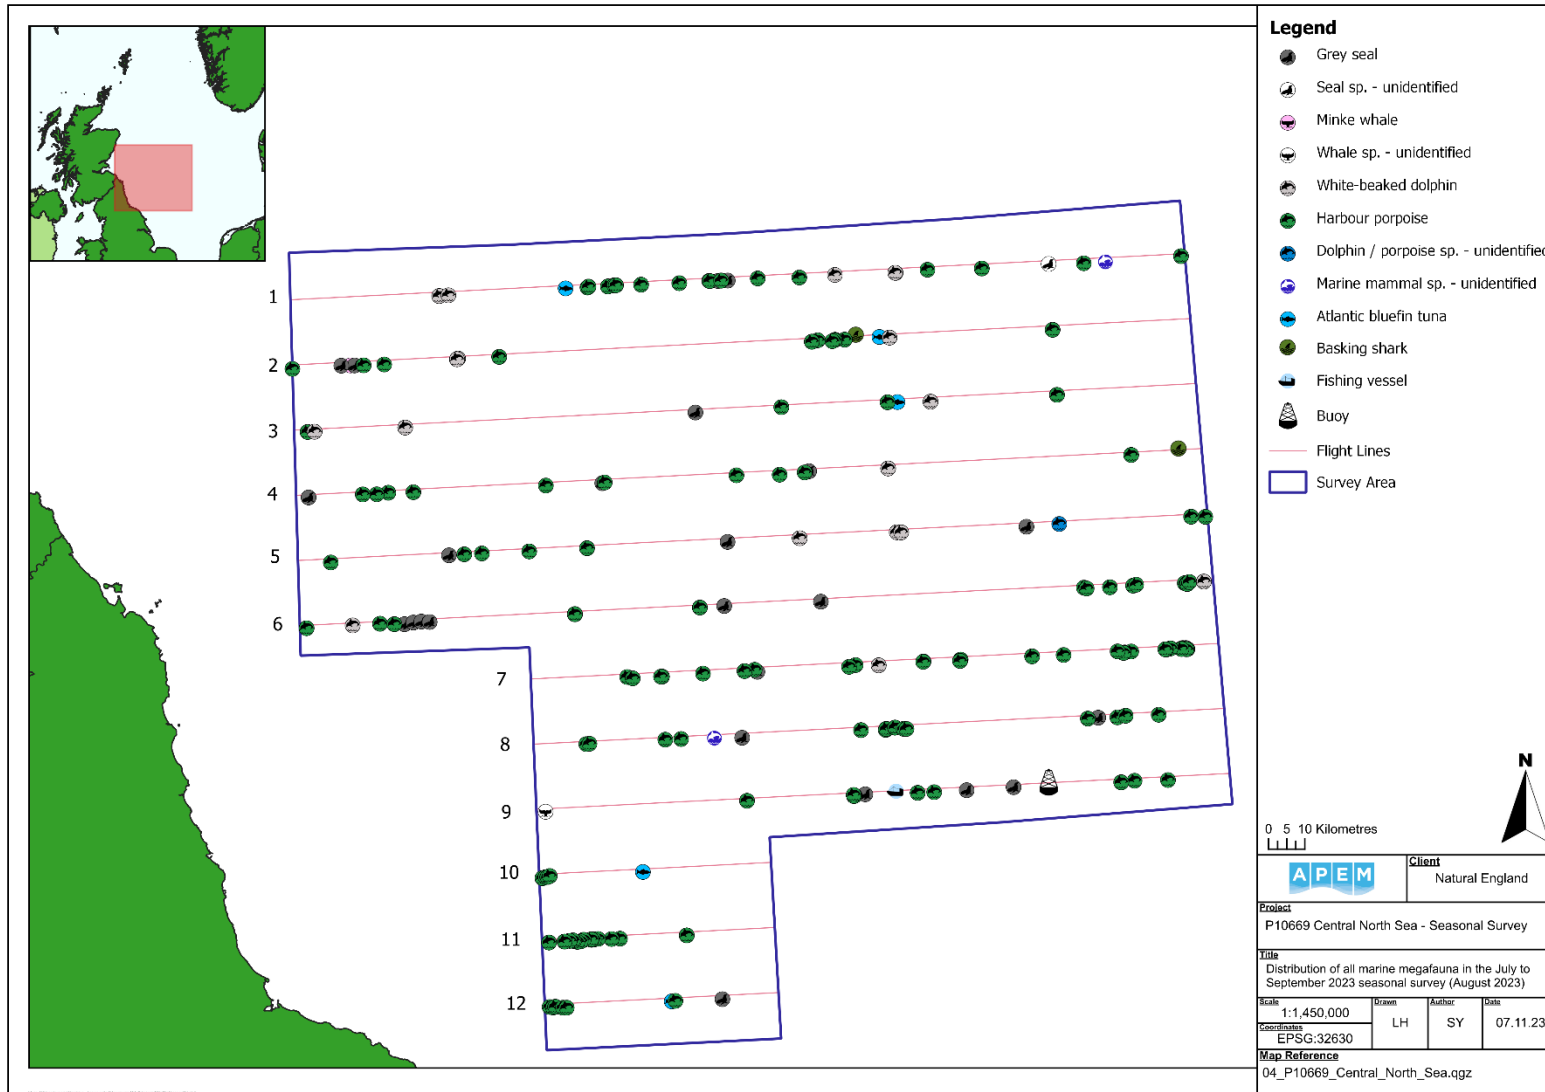 Legend
Grey seal
Seal sp. - unidentified
Minke whale
Whale sp. - unidentified
White-beaked dolphin
Harbour porpoise
Dolphin / porpoise sp. - unidentified
Marine mammal sp. - unidentified
Atlantic bluefin tuna
Basking shark
Fishing vessel
Buoy
Flight Lines
Survey Area
1
2
3
4
5
6
7
8
9
10
11
12
N
0 5 10 Kilometres
APEM
Client
Natural England
Project
P10669 Central North Sea - Seasonal Survey
Title
Distribution of all marine megafauna in the July to
September 2023 seasonal survey (August 2023)
Scale
1:1,450,000
Drawn
LH
Author
SY
Date
07.11.23
Coordinates
EPSG:32630
Map Reference
04_P10669_Central_North_Sea.qgz